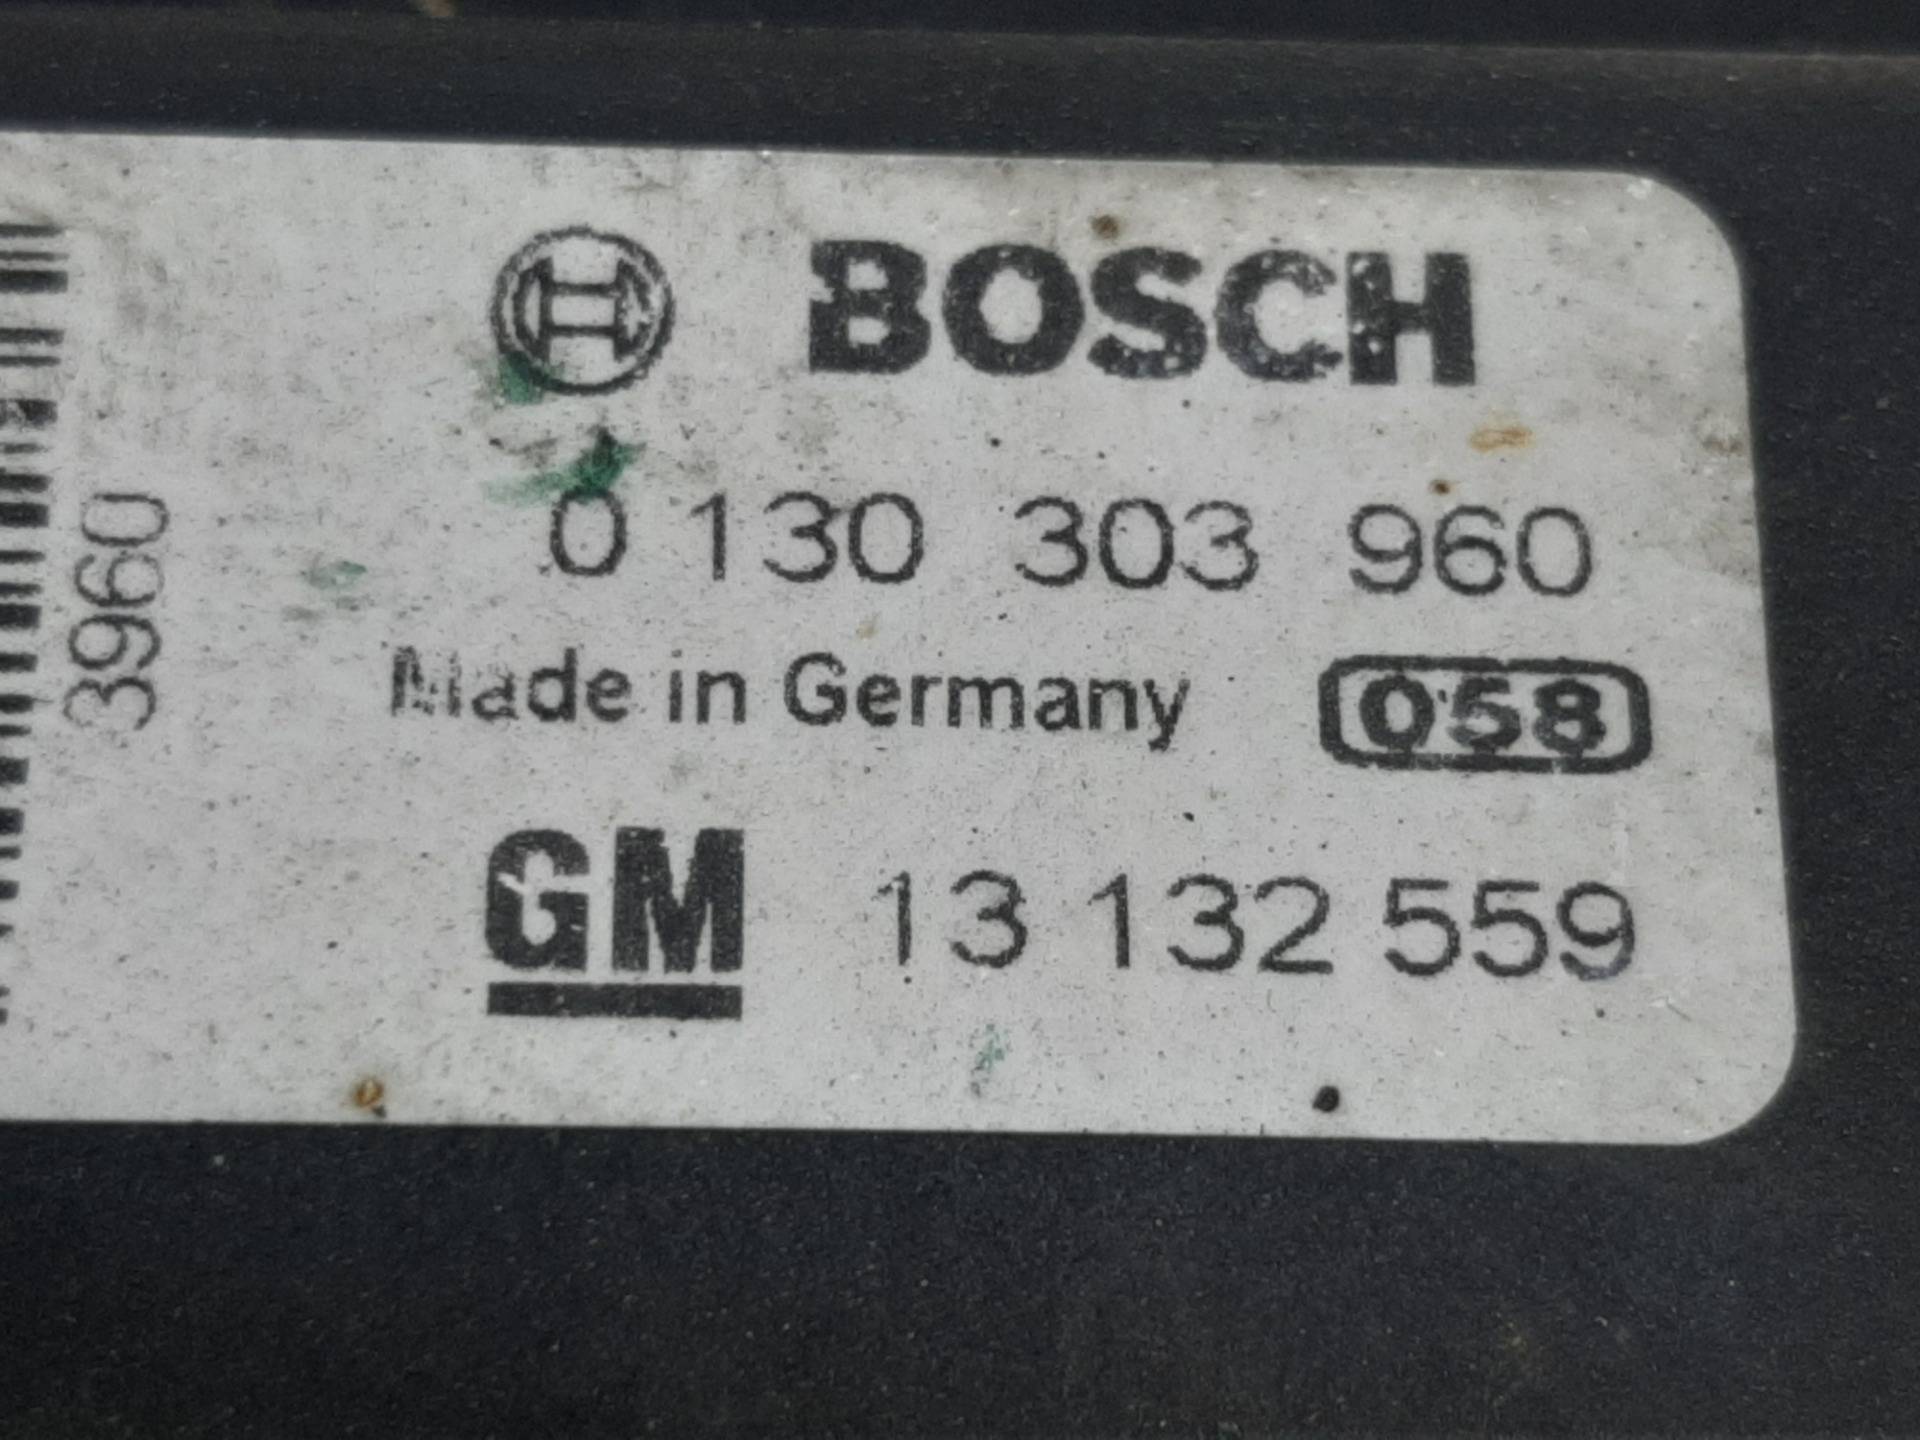 3960
BOSCH
0 130 303 960
Made in Germany 058
GM 13 132 559